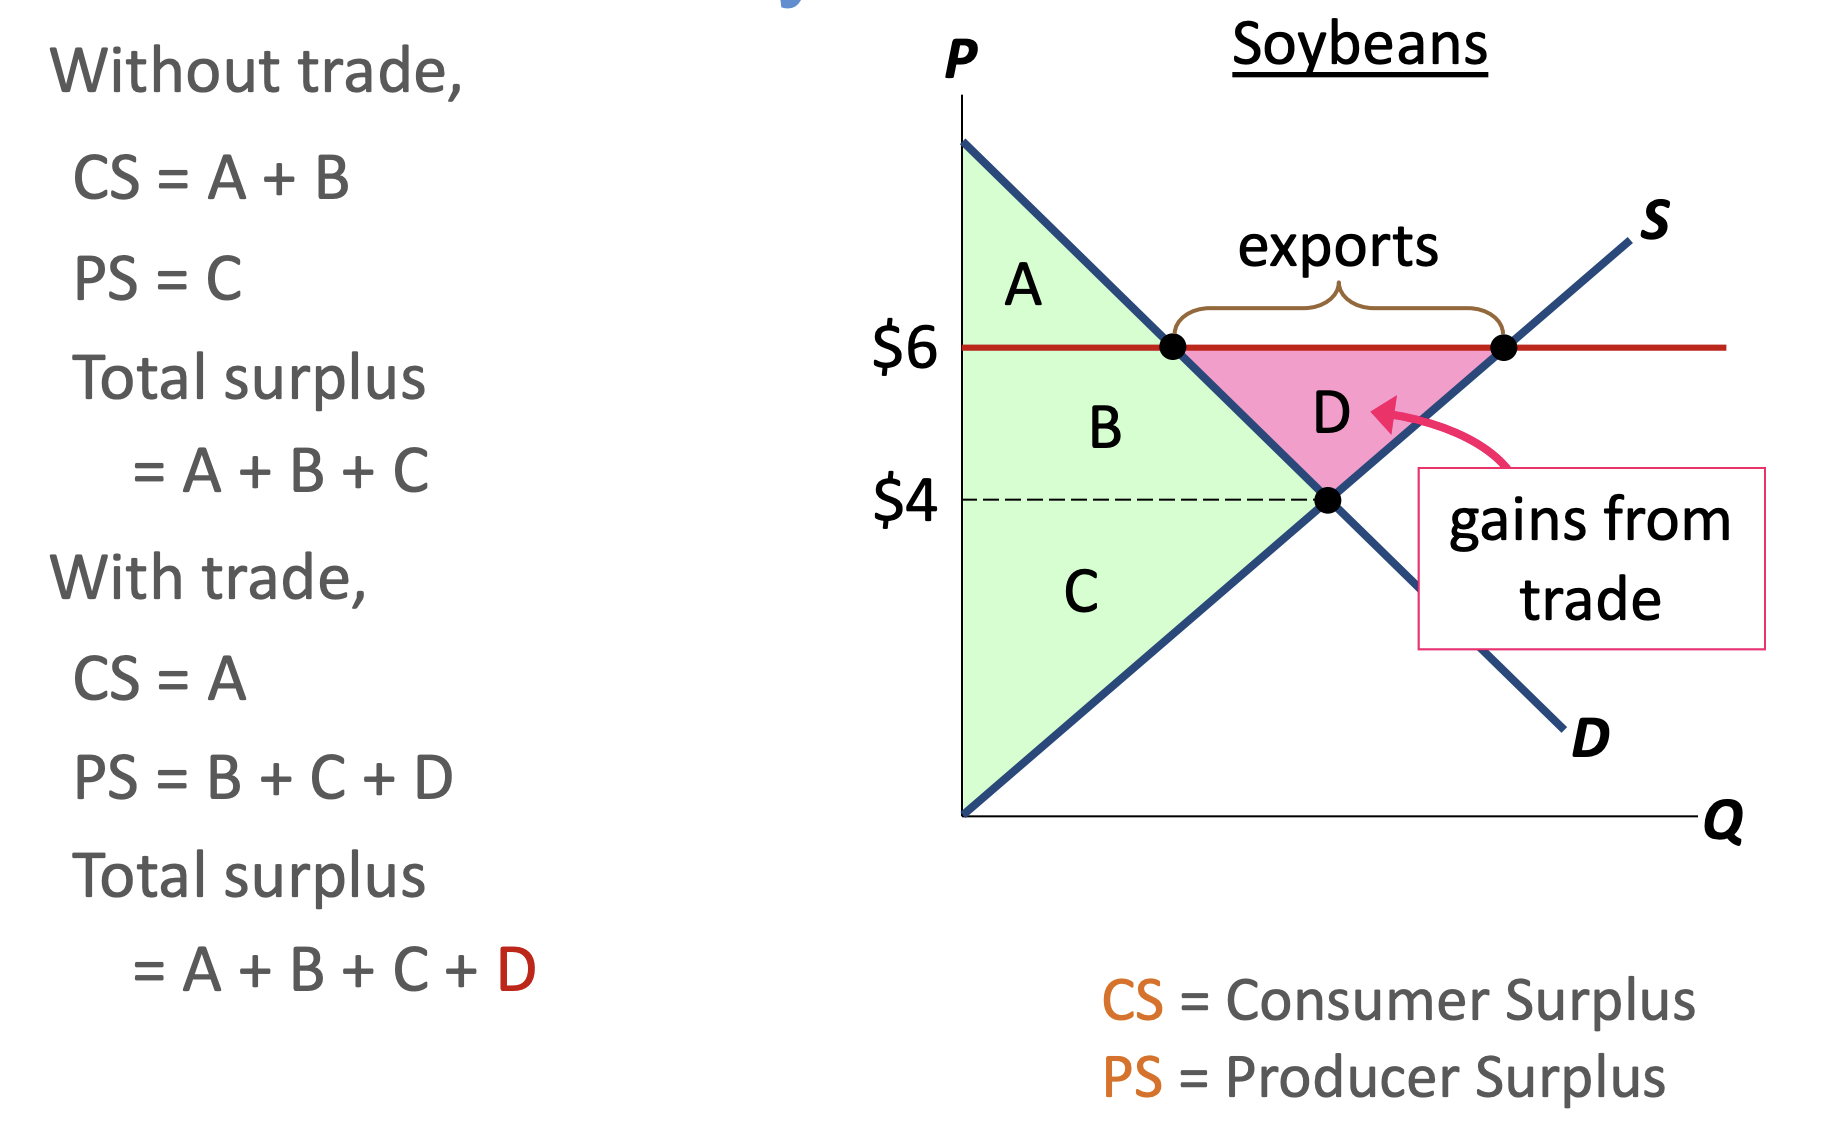 Without trade,
CS = A + B
PS = C
Total surplus
= A + B + C
With trade,
CS = A
PS = B + C + D
Total surplus
= A + B + C + D
Soybeans
P
S
exports
A
$6
B
D
$4
gains from
trade
C
D
Q
CS = Consumer Surplus
PS = Producer Surplus